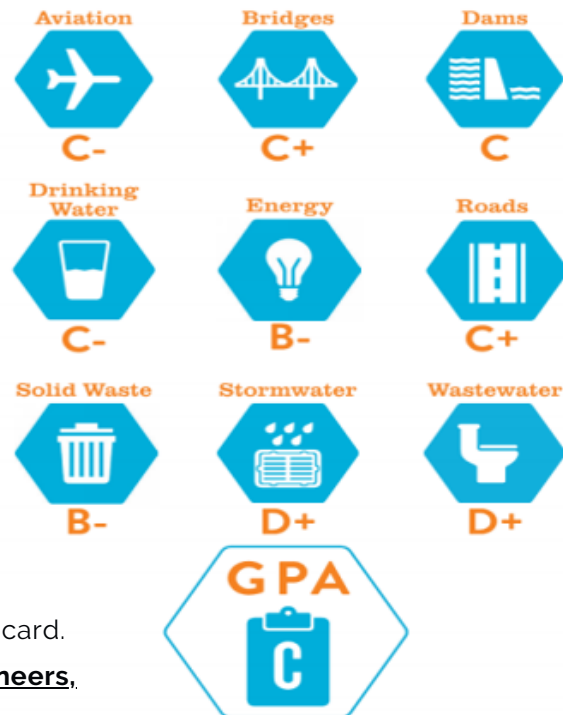 Aviation Bridges Dams
C- C+ C
Drinking
Water Energy Roads
C- B- C+
Solid Waste Stormwater Wastewater
B- D+ D+
GPA
C
card.